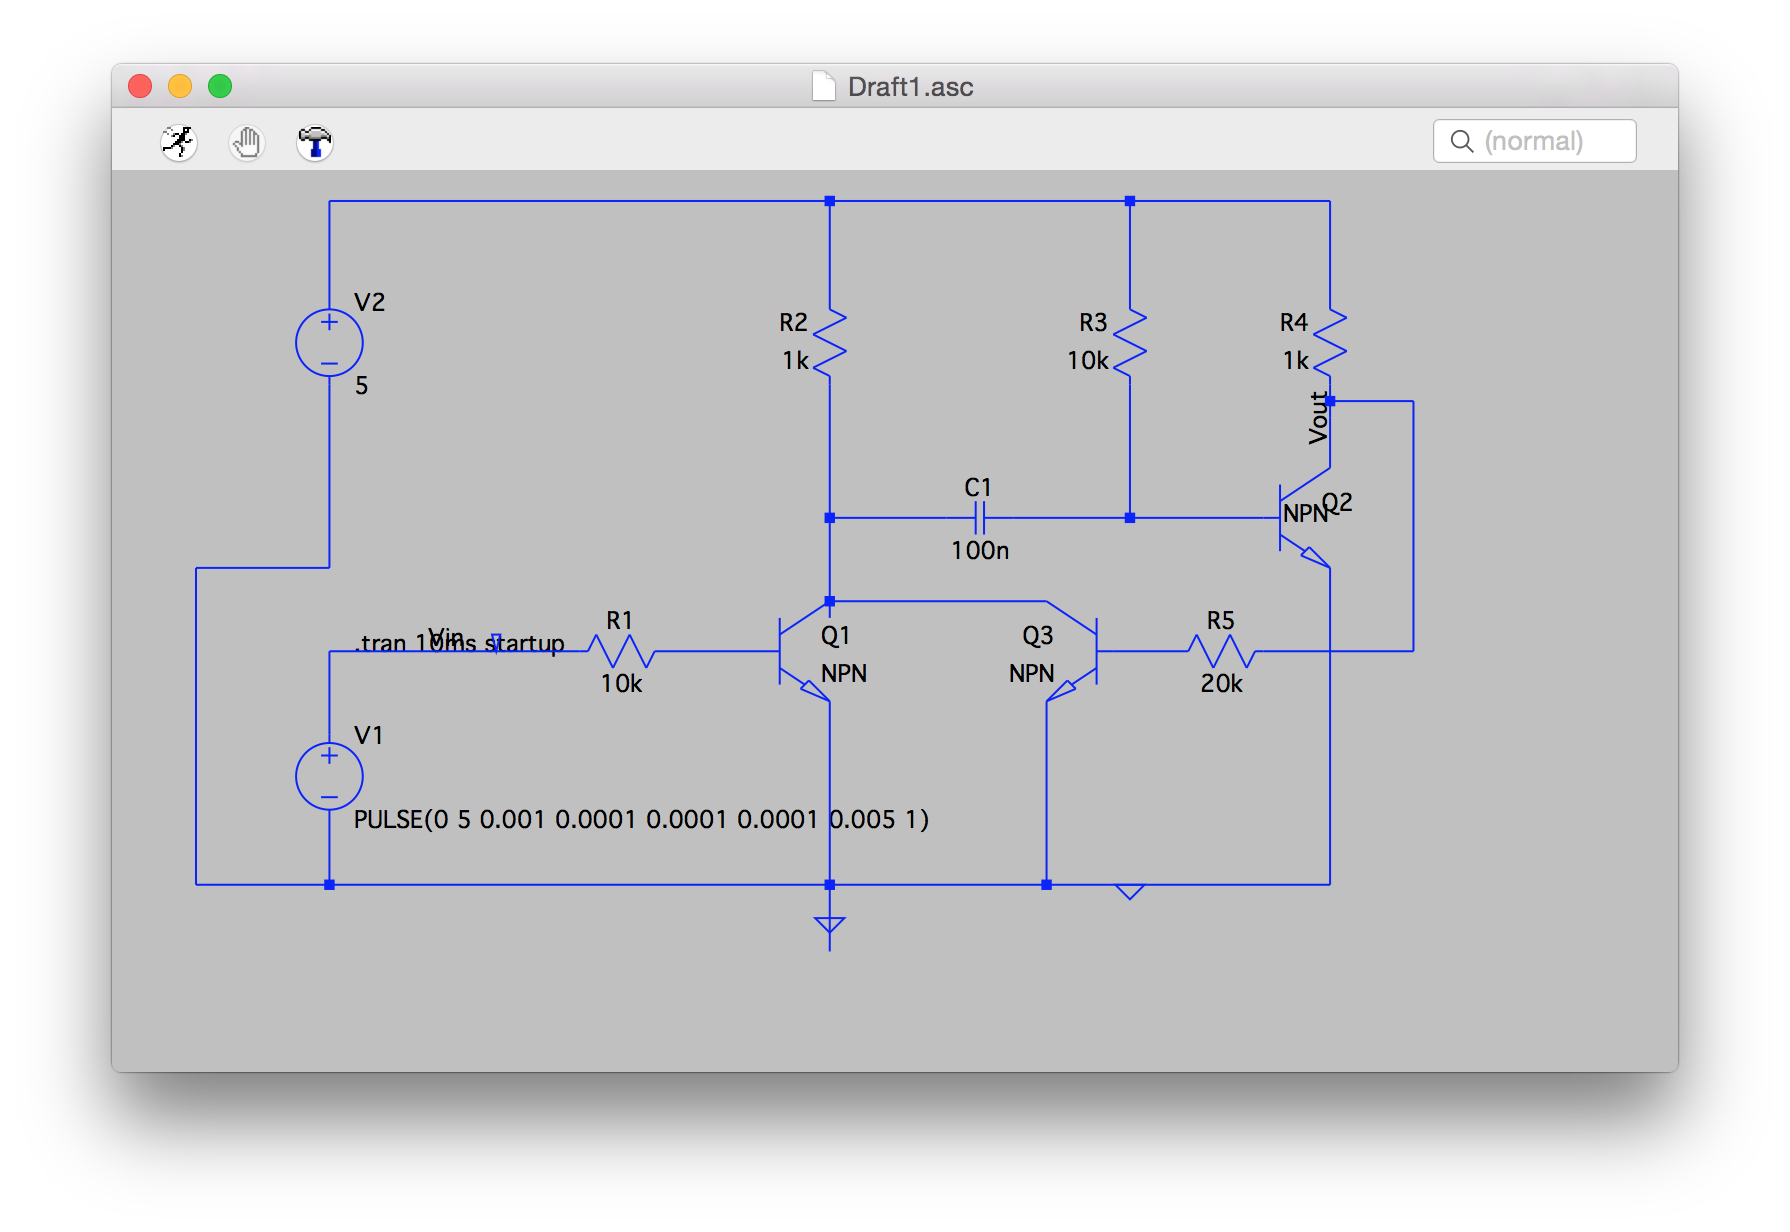 Draft1.asc
(normal)
V2
5
R2
1k
R3
10k
R4
1k
Vout
C1
100n
Q2
NPN
Vin
.tran 10ms startup
R1
10k
Q1
NPN
Q3
NPN
R5
20k
V1
PULSE(0 5 0.001 0.0001 0.0001 0.0001 0.005 1)